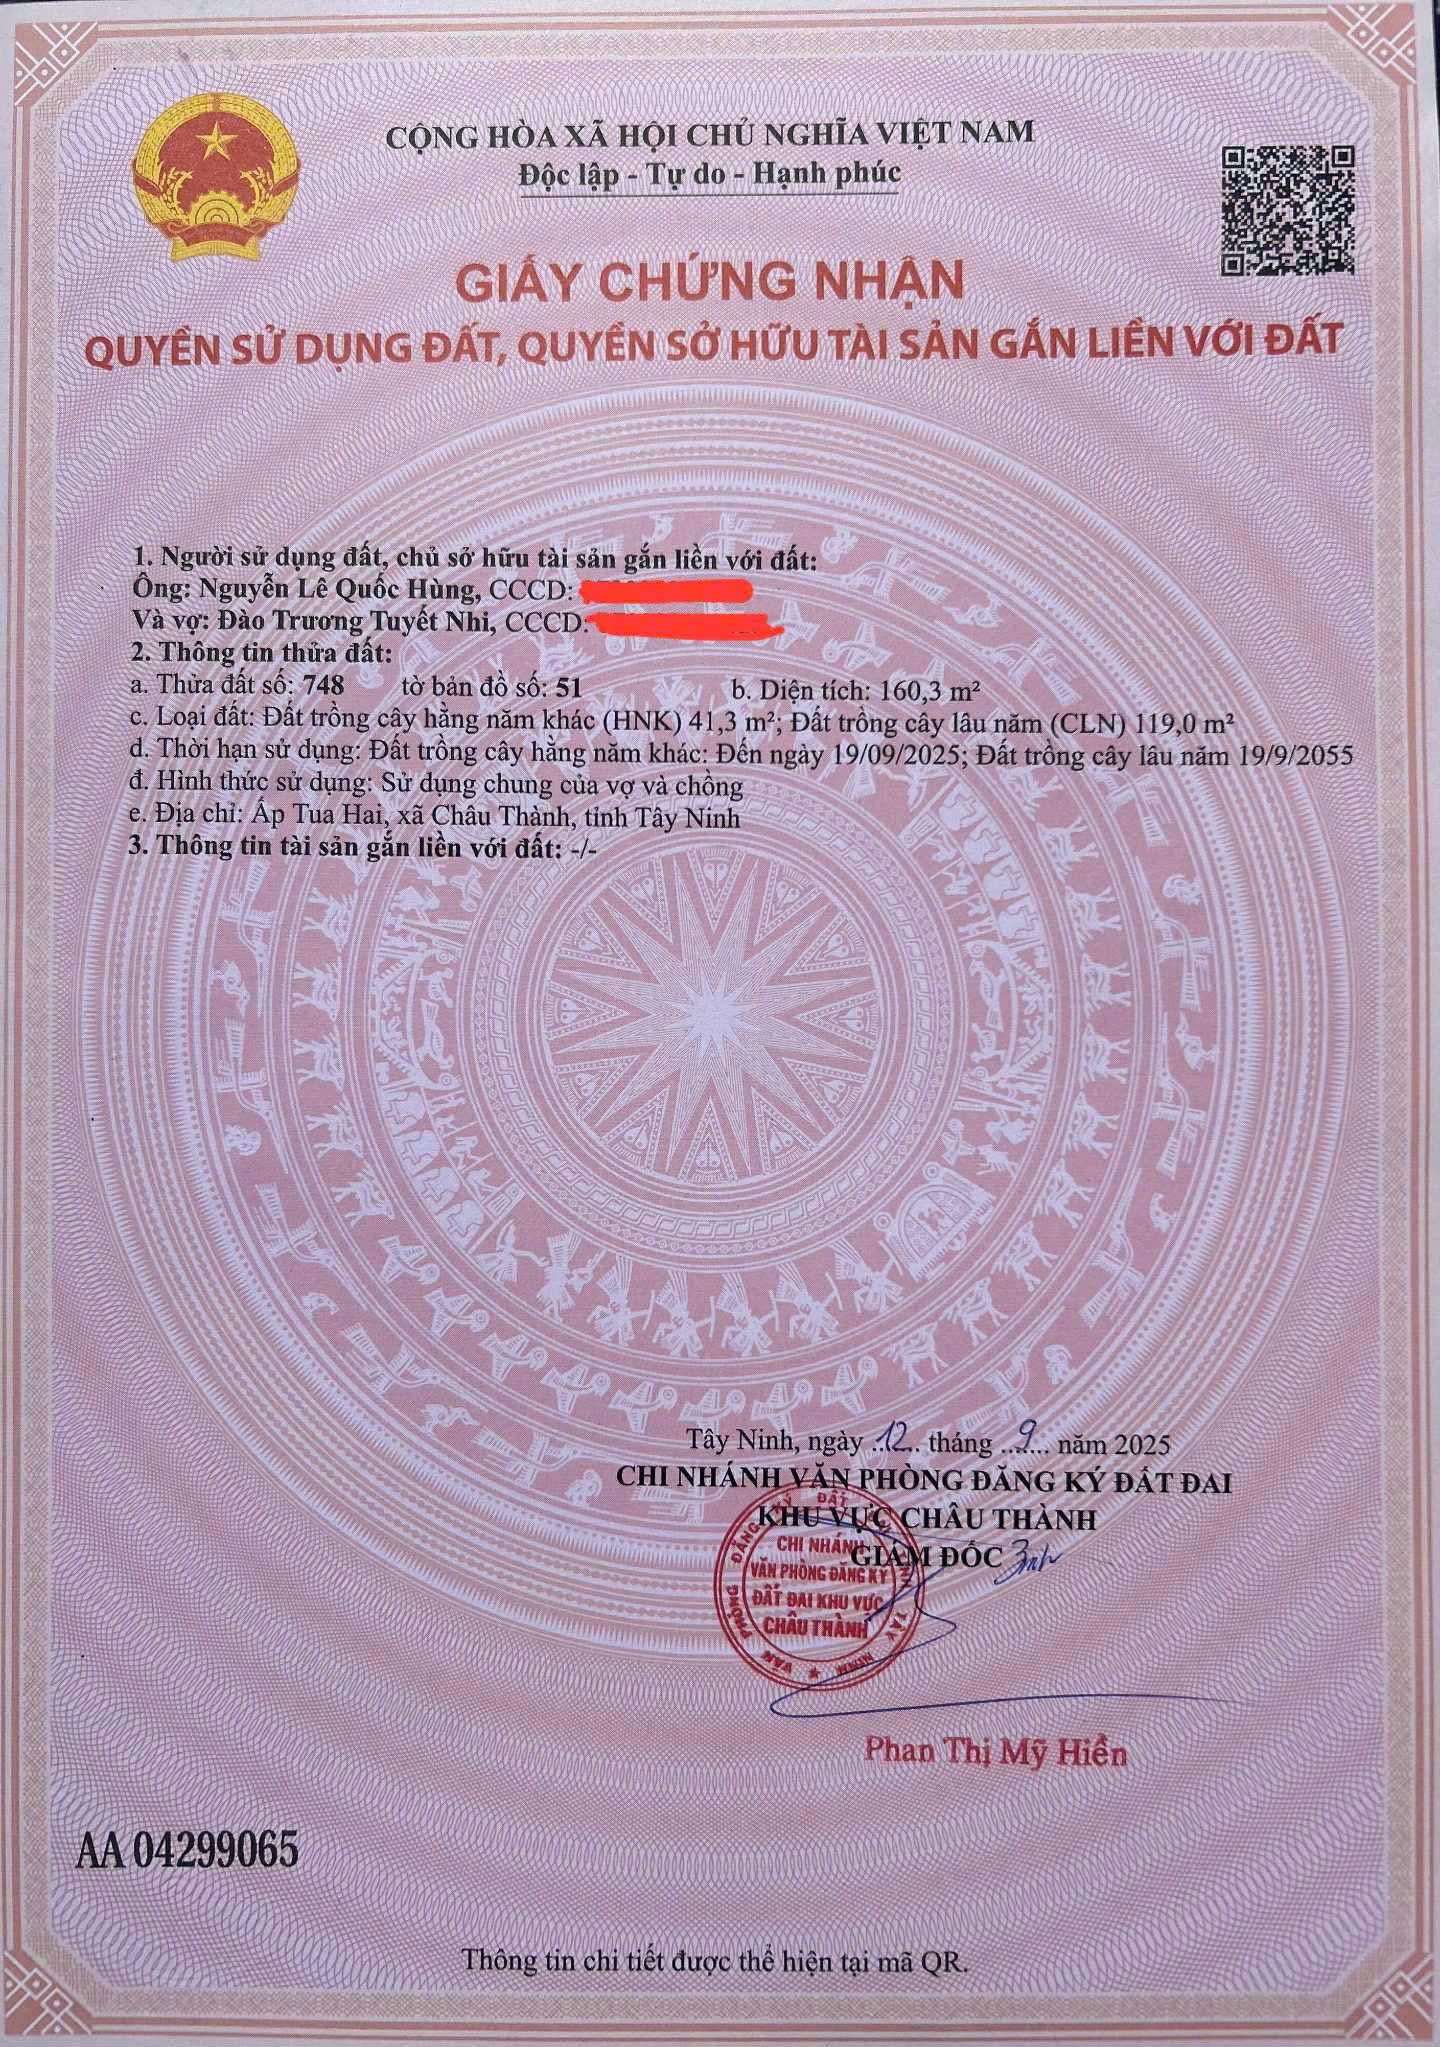 CỘNG HÒA XÃ HỘI CHỦ NGHĨA VIỆT NAM
Độc lập - Tự do - Hạnh phúc
GIẤY CHỨNG NHẬN
QUYỀN SỬ DỤNG ĐẤT, QUYỀN SỞ HỮU TÀI SẢN GẮN LIỀN VỚI ĐẤT
1. Người sử dụng đất, chủ sở hữu tài sản gắn liền với đất:
Ông: Nguyễn Lê Quốc Hùng, CCCD:
Và vợ: Đào Trương Tuyết Nhi, CCCD:
2. Thông tin thửa đất:
a. Thửa đất số: 748 tờ bản đồ số: 51 b. Diện tích: 160,3 m²
c. Loại đất: Đất trồng cây hằng năm khác (HNK) 41,3 m²; Đất trồng cây lâu năm (CLN) 119,0 m²
d. Thời hạn sử dụng: Đất trồng cây hằng năm khác: Đến ngày 19/09/2025; Đất trồng cây lâu năm 19/9/2055
đ. Hình thức sử dụng: Sử dụng chung của vợ và chồng
e. Địa chỉ: Ấp Tua Hai, xã Châu Thành, tỉnh Tây Ninh
3. Thông tin tài sản gắn liền với đất: -/-
Tây Ninh, ngày 12 tháng 9 năm 2025
CHI NHÁNH VĂN PHÒNG ĐĂNG KÝ ĐẤT ĐAI
KHU VỰC CHÂU THÀNH
GIÁM ĐỐC
CHI NHÁNH
VĂN PHÒNG ĐĂNG KÝ
ĐẤT ĐAI KHU VỰC
CHÂU THÀNH
VĂN PHÒNG ĐĂNG KÝ ĐẤT TỈNH TÂY NINH
Phan Thị Mỹ Hiền
AA 04299065
Thông tin chi tiết được thể hiện tại mã QR.